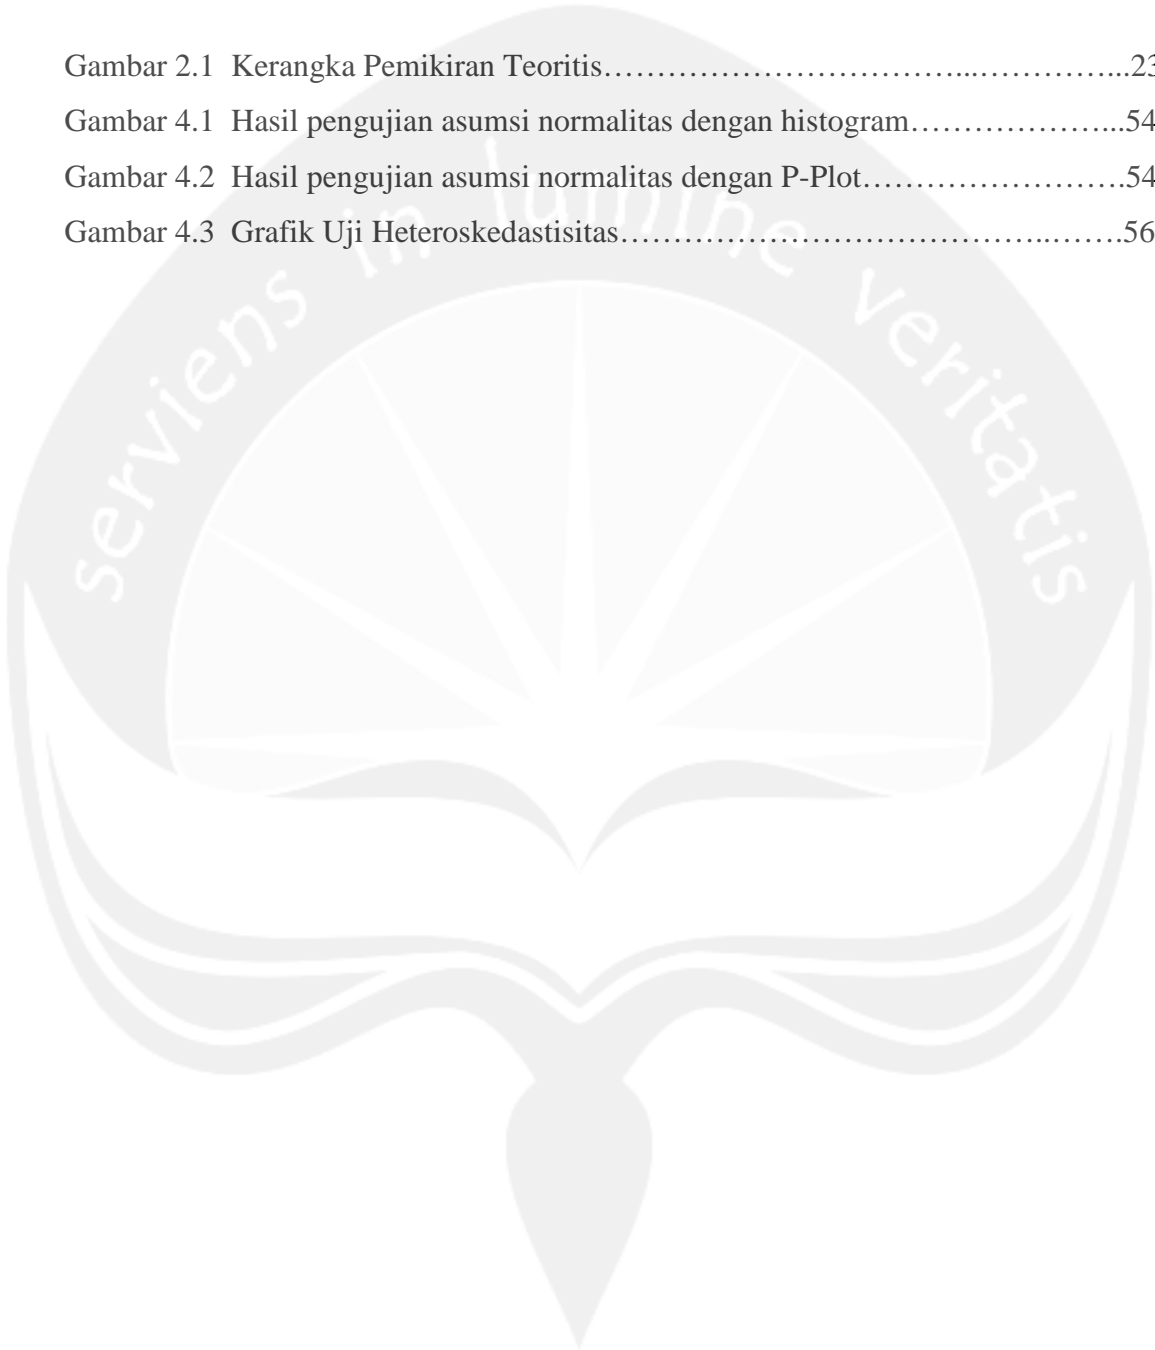 Gambar 2.1  Kerangka Pemikiran Teoritis…………………………………...…………...23
Gambar 4.1  Hasil pengujian asumsi normalitas dengan histogram………………...54
Gambar 4.2  Hasil pengujian asumsi normalitas dengan P-Plot…………………….54
Gambar 4.3  Grafik Uji Heteroskedastisitas…………………………………..…….56
serviens in lumine veritatis